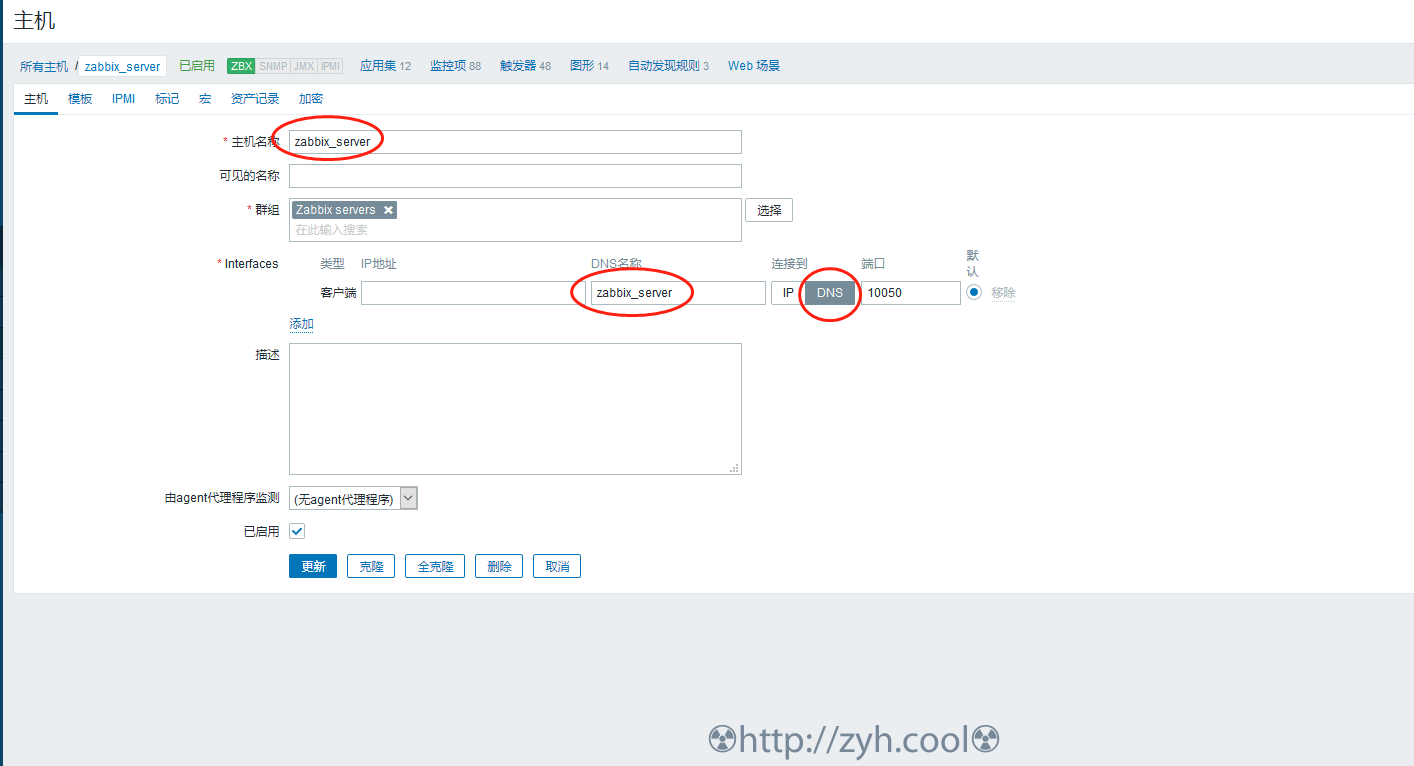 主机
所有主机 / zabbix_server 已启用 ZBX SNMP JMX IPMI 应用集 12 监控项 88 触发器 48 图形 14 自动发现规则 3 Web 场景
主机 模板 IPMI 标记 宏 资产记录 加密
* 主机名称 zabbix_server
可见的名称
* 群组 Zabbix servers ✖ 选择
在此输入搜索
* Interfaces 类型 IP地址 DNS名称 连接到 端口 默认
客户端 zabbix_server IP DNS 10050 移除
添加
描述
由agent代理程序监测 (无agent代理程序)
已启用
更新 克隆 全克隆 删除 取消
☢http://zyh.cool☢